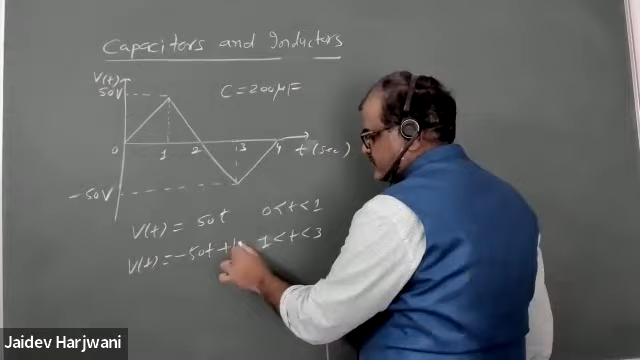 Capacitors and Inductors
V(t)
50V
C = 200μF
0 1 2 3 4 t (sec)
-50V
V(t) = 50t 0<t<1
V(t) = -50t + 1<t<3
Jaidev Harjwani